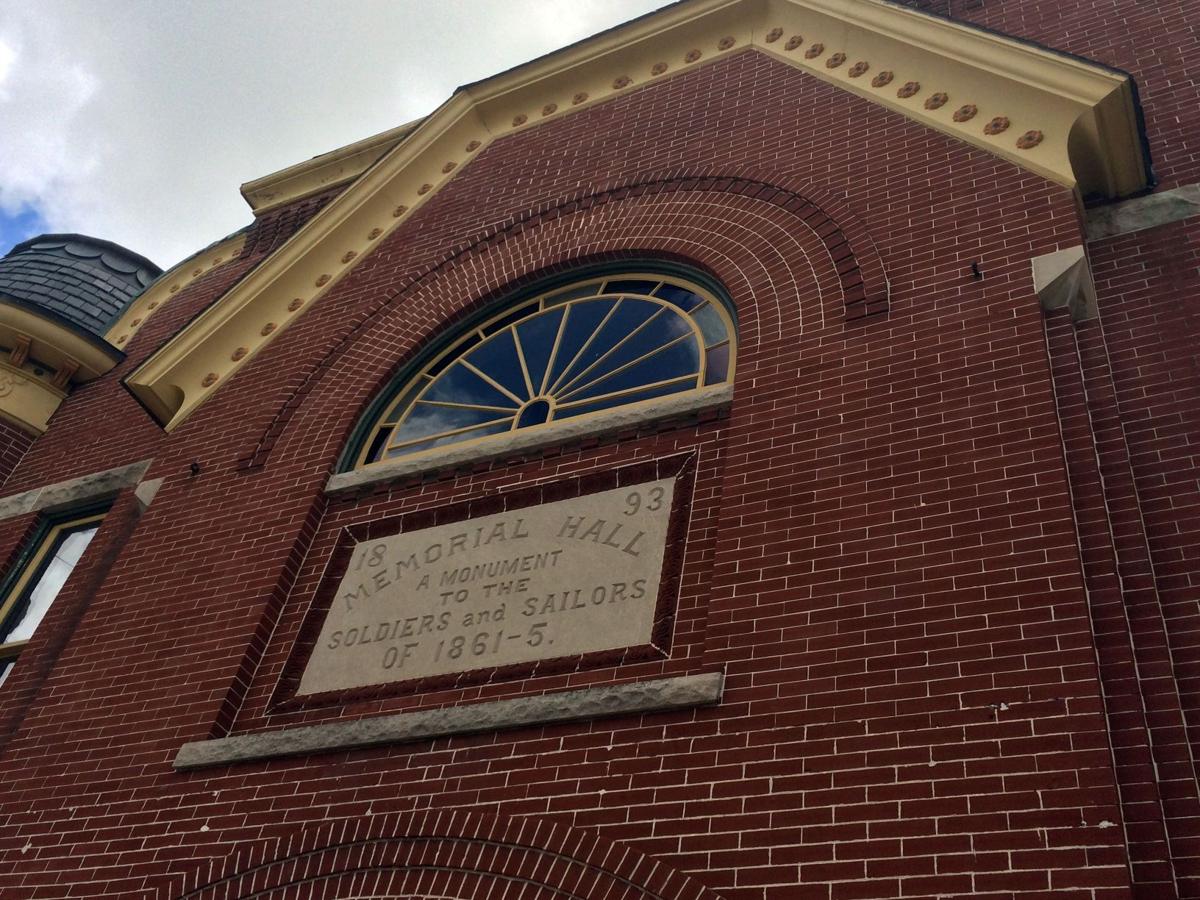 18 93
MEMORIAL HALL
A MONUMENT
TO THE
SOLDIERS and SAILORS
OF 1861-5.